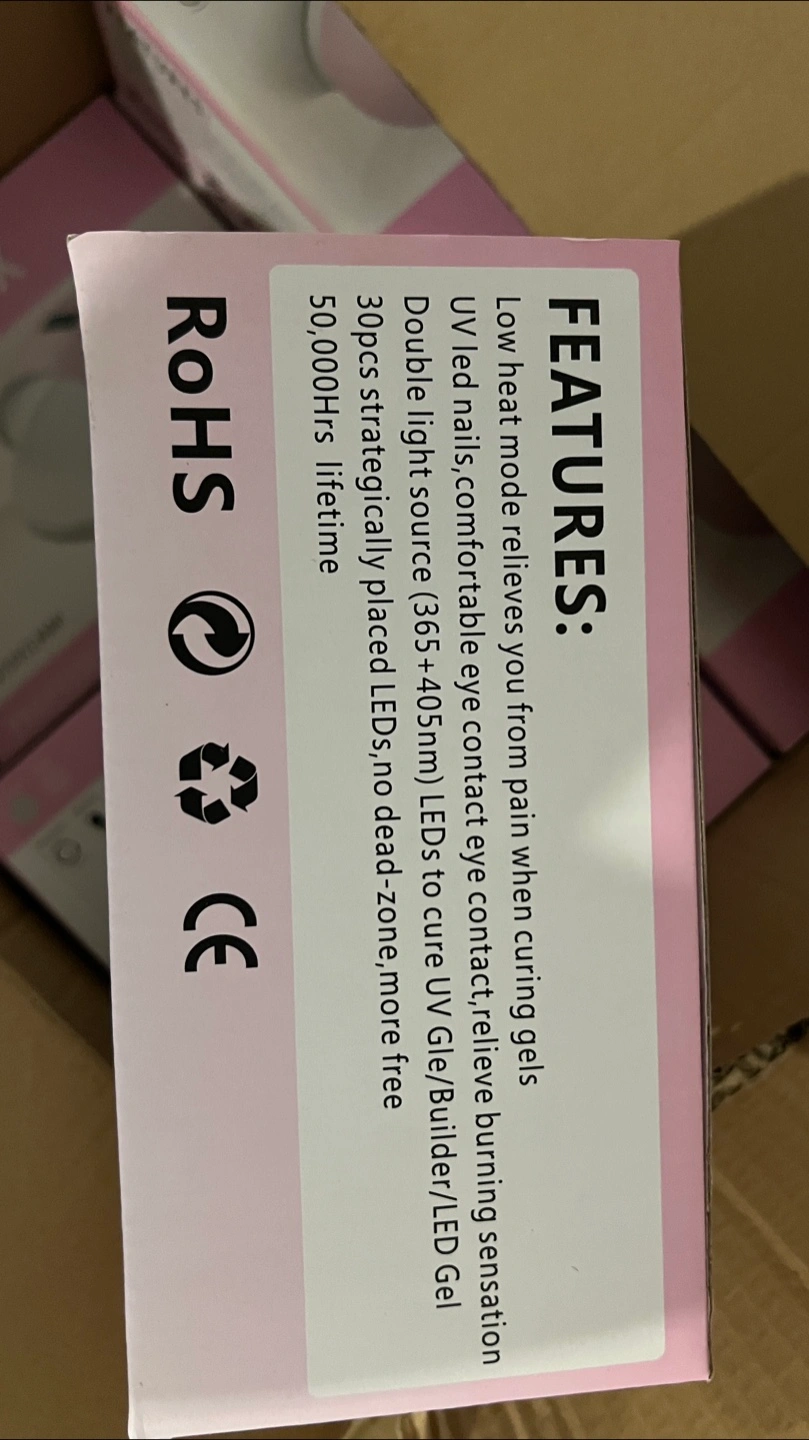 FEATURES:
Low heat mode relieves you from pain when curing gels
UV led nails,comfortable eye contact eye contact,relieve burning sensation
Double light source (365+405nm) LEDs to cure UV Gle/Builder/LED Gel
30pcs strategically placed LEDs,no dead-zone,more free
50,000Hrs lifetime
RoHS CE